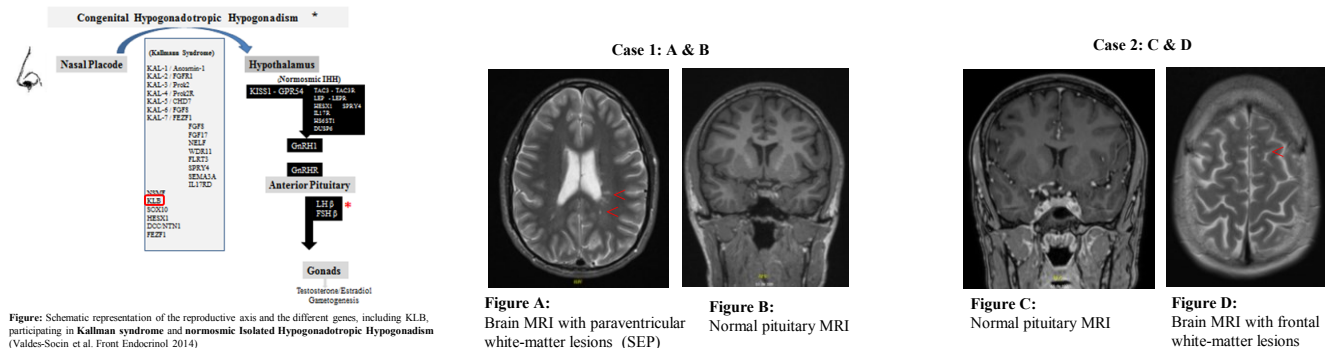 Congenital Hypogonadotropic Hypogonadism *
Nasal Placode
(Kallmann Syndrome)
KAL-1 / Anosmin-1
KAL-2 / FGFR1
KAL-3 / Prok2
KAL-4 / Prok2R
KAL-5 / CHD7
KAL-6 / FGF8
KAL-7 / FEZF1
FGF8
FGF17
NELF
WDR11
FLRT3
SPRY4
SEMA3A
IL17RD
NSMF
KLB
SOX10
HESX1
DCC/NTN1
FEZF1
Hypothalamus
(Normosmic IHH)
KISS1 - GPR54
TAC3 - TAC3R
LEP - LEPR
HESX1 SPRY4
IL17R
HS6ST1
DUSP6
GnRH1
GnRHR
Anterior Pituitary
LH β
FSH β
*
Gonads
Testosterone/Estradiol
Gametogenesis
Figure: Schematic representation of the reproductive axis and the different genes, including KLB,
participating in Kallman syndrome and normosmic Isolated Hypogonadotropic Hypogonadism
(Valdes-Socin et al. Front Endocrinol 2014)
Case 1: A & B
Figure A:
Brain MRI with paraventricular
white-matter lesions (SEP)
Figure B:
Normal pituitary MRI
Case 2: C & D
Figure C:
Normal pituitary MRI
Figure D:
Brain MRI with frontal
white-matter lesions